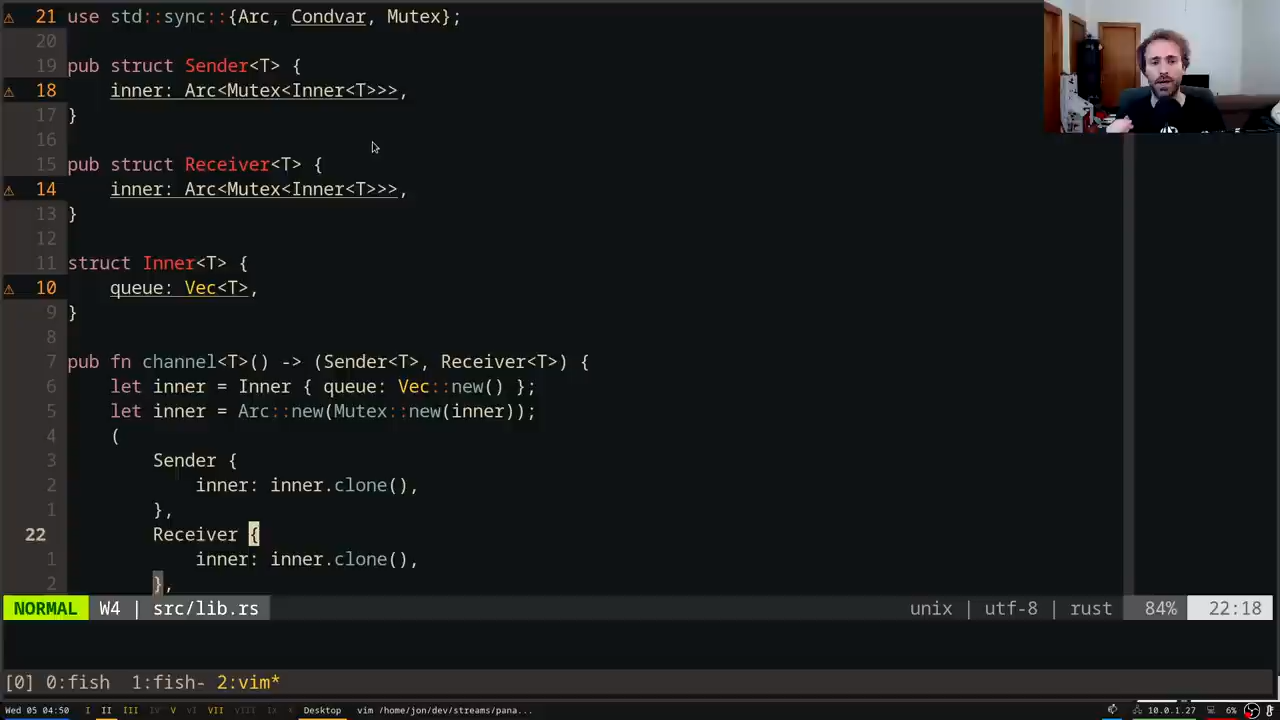 ⚠ 21 use std::sync::{Arc, Condvar, Mutex};
20
19 pub struct Sender<T> {
⚠ 18     inner: Arc<Mutex<Inner<T>>>,
17 }
16
15 pub struct Receiver<T> {
⚠ 14     inner: Arc<Mutex<Inner<T>>>,
13 }
12
11 struct Inner<T> {
⚠ 10     queue: Vec<T>,
9 }
8
7 pub fn channel<T>() -> (Sender<T>, Receiver<T>) {
6     let inner = Inner { queue: Vec::new() };
5     let inner = Arc::new(Mutex::new(inner));
4     (
3         Sender {
2             inner: inner.clone(),
1         },
22         Receiver {
1             inner: inner.clone(),
2         },
NORMAL W4 | src/lib.rs unix | utf-8 | rust 84% 22:18
[0] 0:fish 1:fish- 2:vim*
Wed 05 04:50 I II III IV V VI VII VIII IX X Desktop vim /home/jon/dev/streams/pana... 10.0.1.27 6%